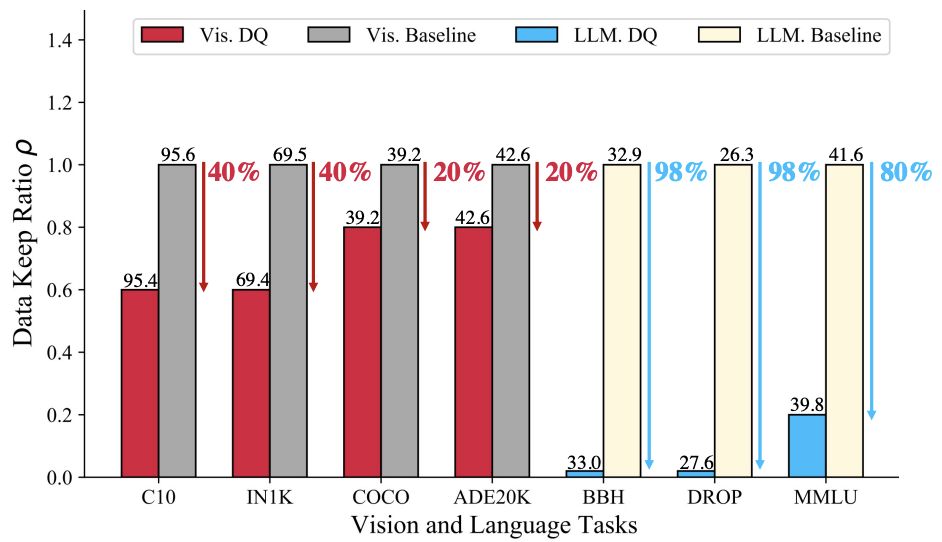 Vis. DQ Vis. Baseline LLM. DQ LLM. Baseline
Data Keep Ratio ρ
1.4
1.2
1.0
0.8
0.6
0.4
0.2
0.0
95.4 95.6 40%
69.4 69.5 40%
39.2 39.2 20%
42.6 42.6 20%
33.0 32.9 98%
27.6 26.3 98%
39.8 41.6 80%
C10 IN1K COCO ADE20K BBH DROP MMLU
Vision and Language Tasks